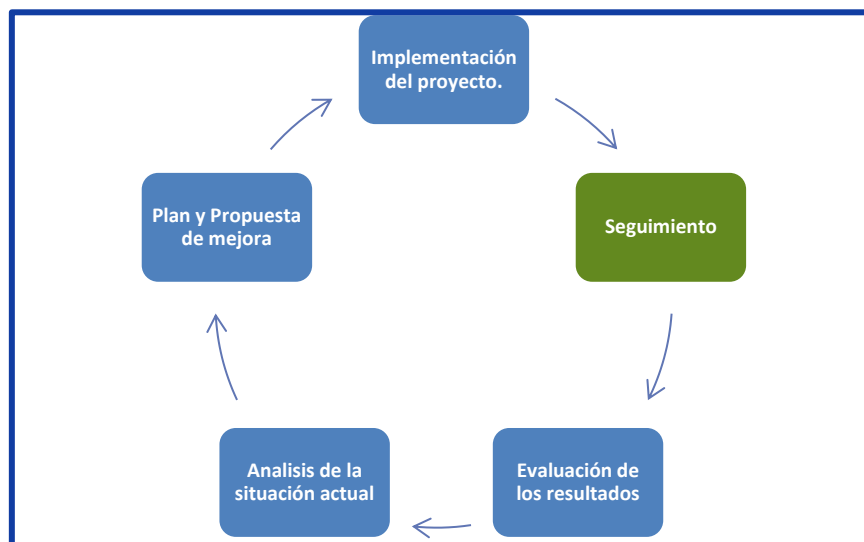 Implementación
del proyecto.
Seguimiento
Evaluación de
los resultados
Analisis de la
situación actual
Plan y Propuesta
de mejora